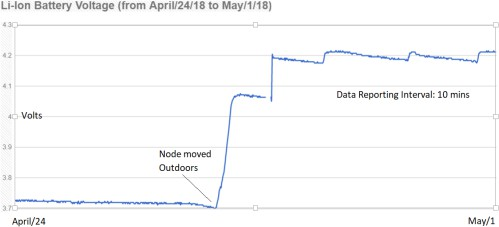 Li-Ion Battery Voltage (from April/24/18 to May/1/18)
4.3
4.2
4.1
4
Volts
3.9
3.8
3.7
Data Reporting Interval: 10 mins
Node moved
Outdoors
April/24
May/1